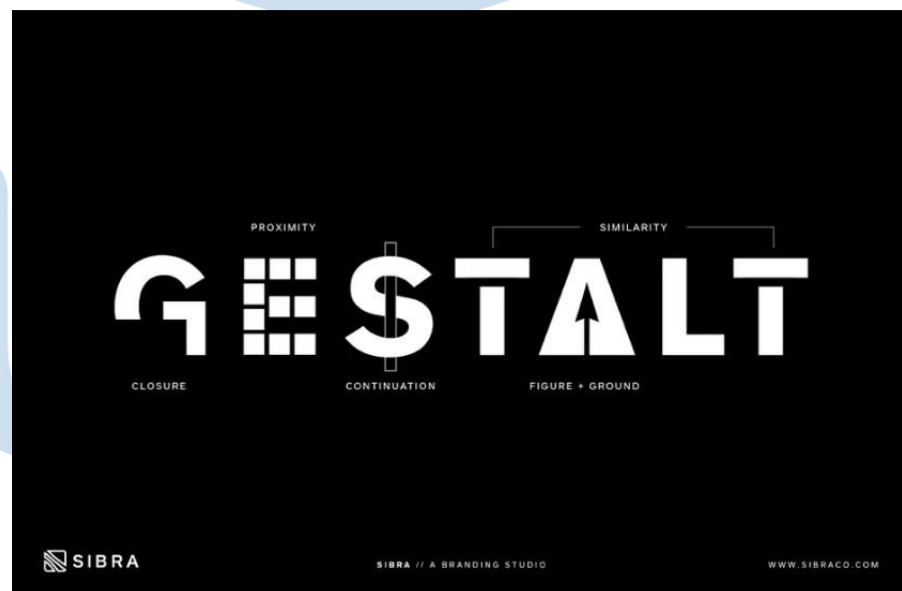 PROXIMITY
SIMILARITY
GESTALT
CLOSURE
CONTINUATION
FIGURE + GROUND
SIBRA
SIBRA // A BRANDING STUDIO
WWW.SIBRACO.COM